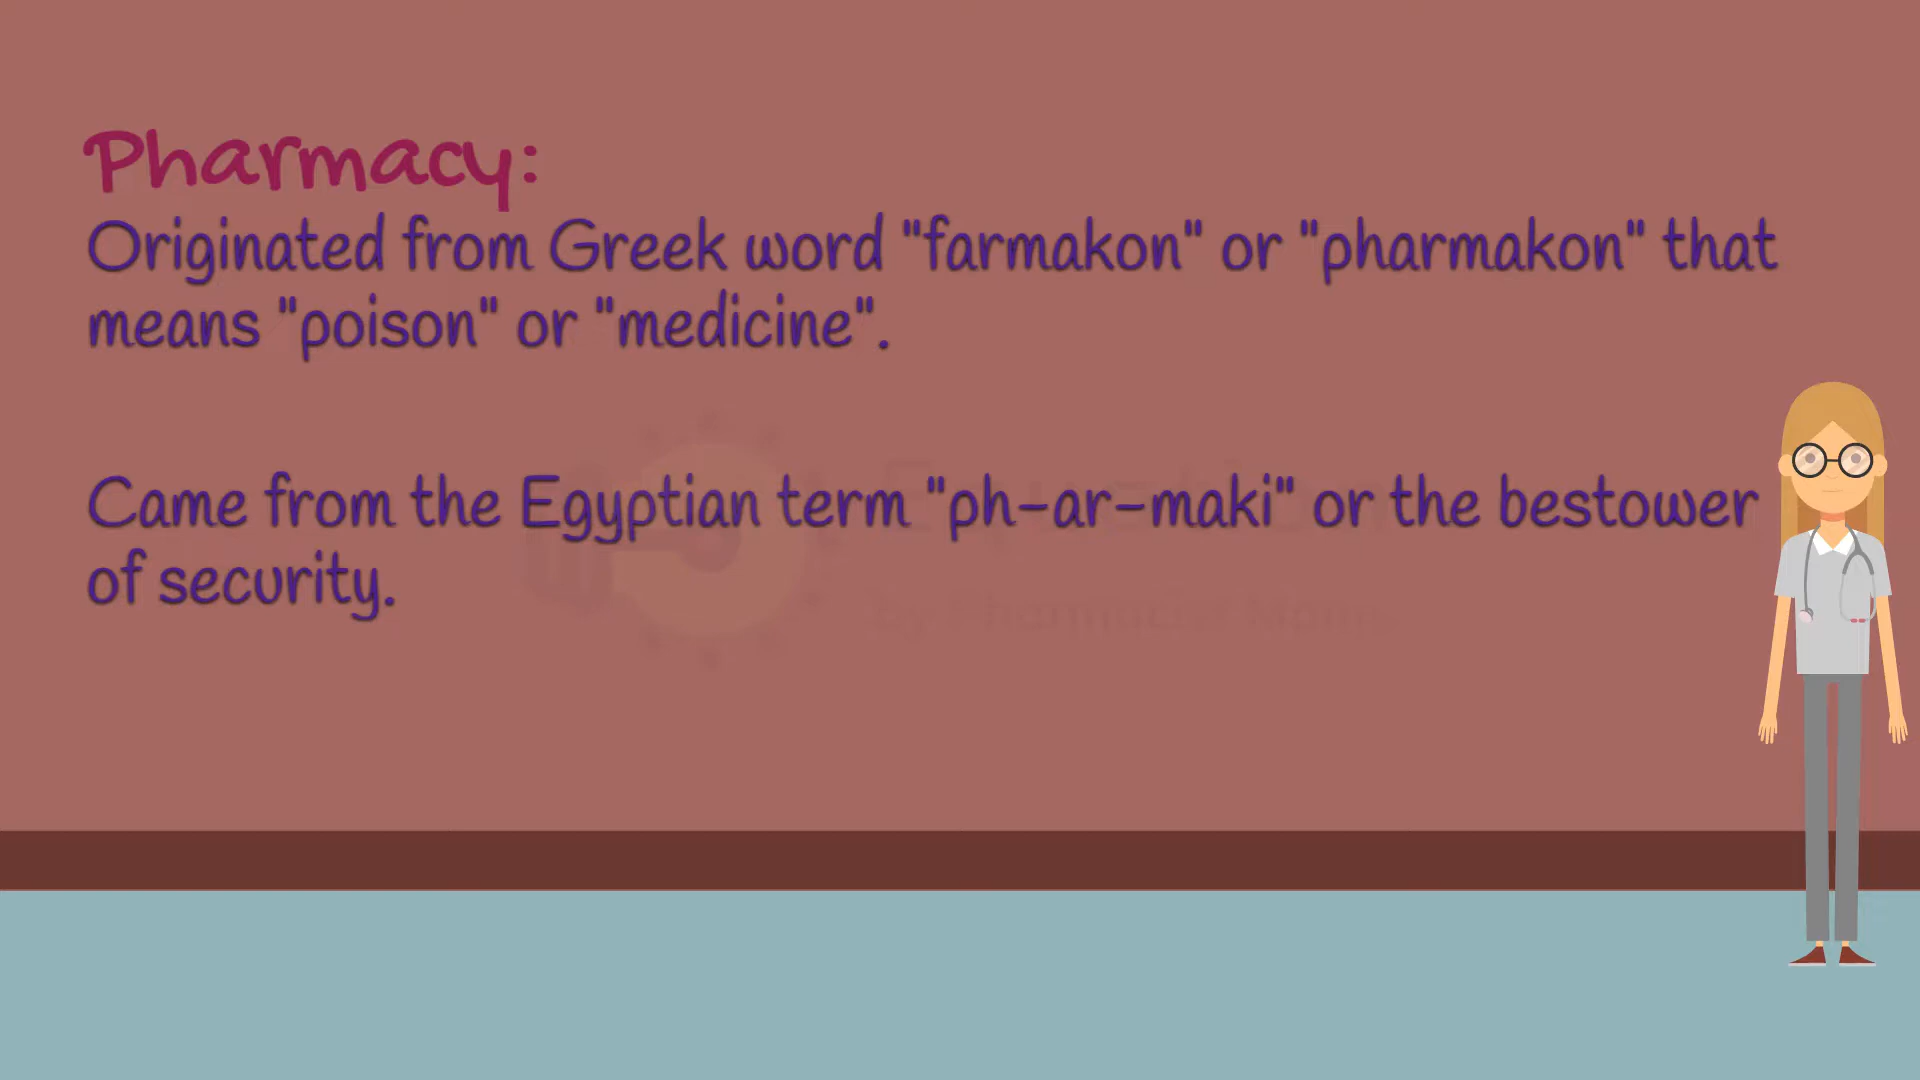 Pharmacy:
Originated from Greek word "farmakon" or "pharmakon" that
means "poison" or "medicine".
Came from the Egyptian term "ph-ar-maki" or the bestower
of security.